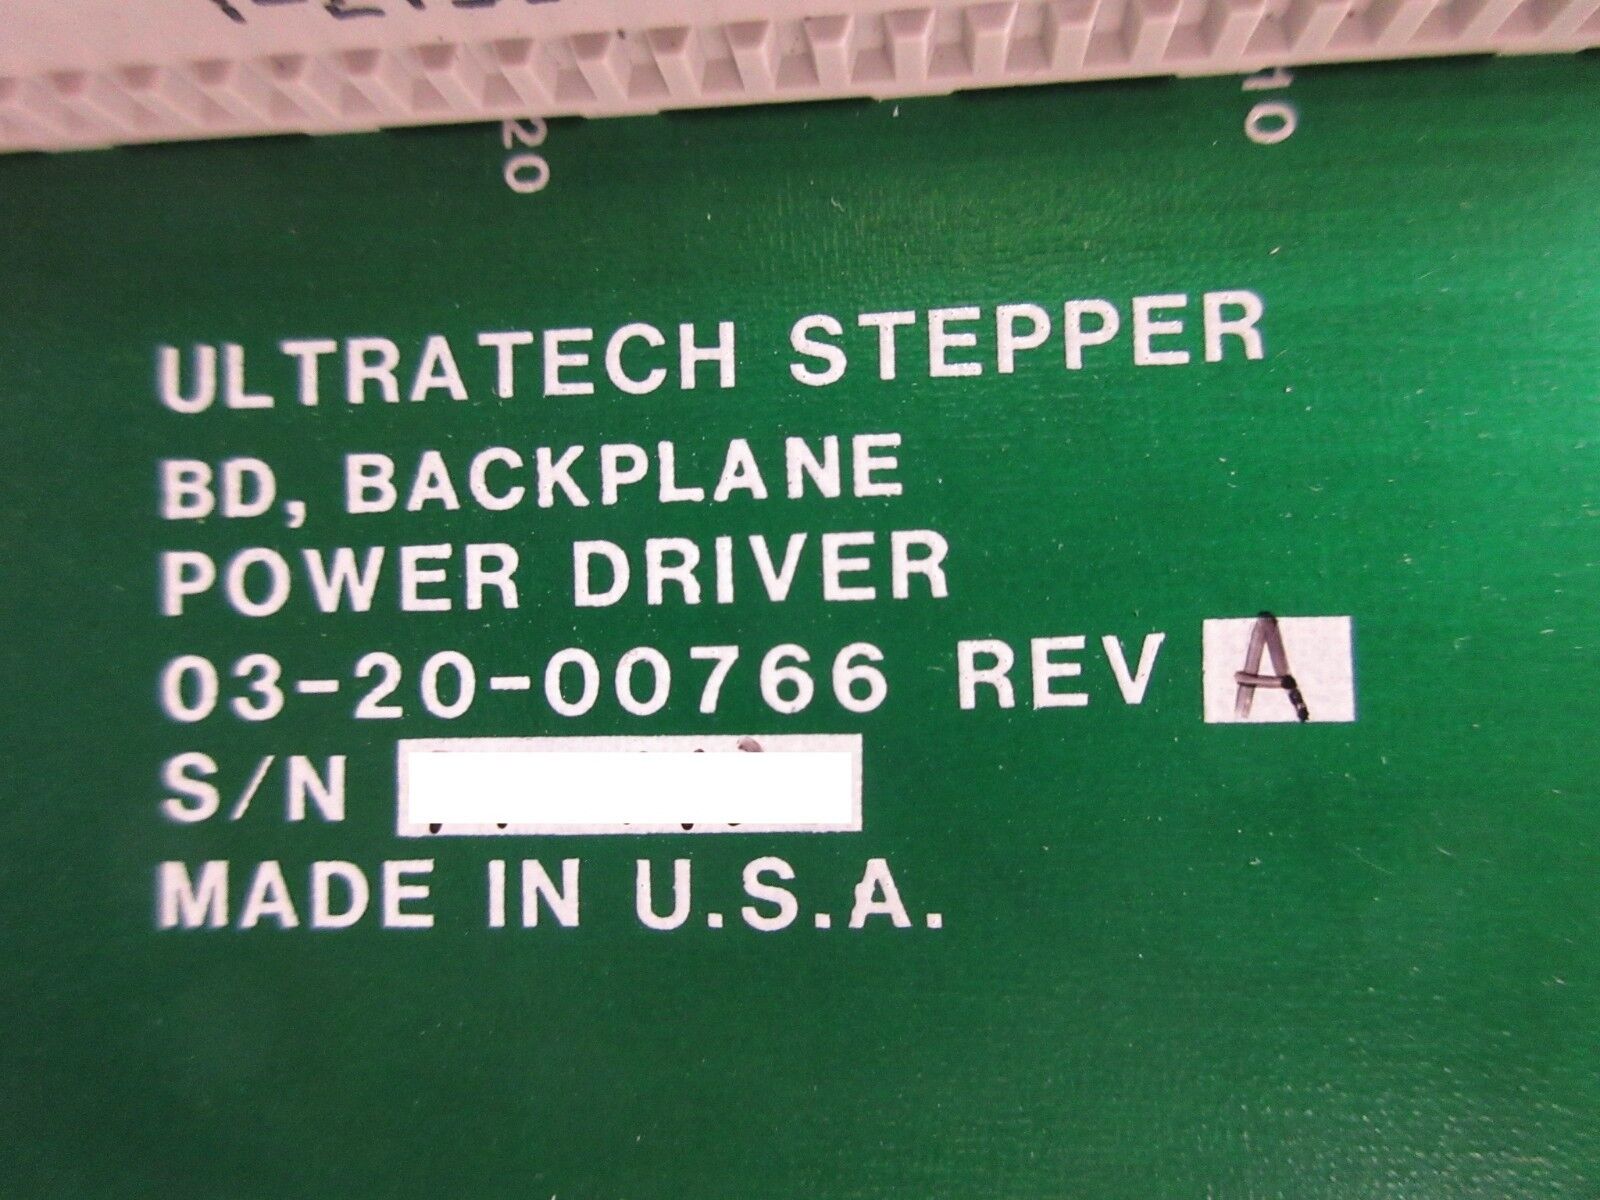 20
10
ULTRATECH STEPPER
BD, BACKPLANE
POWER DRIVER
03-20-00766 REV A
S/N
MADE IN U.S.A.